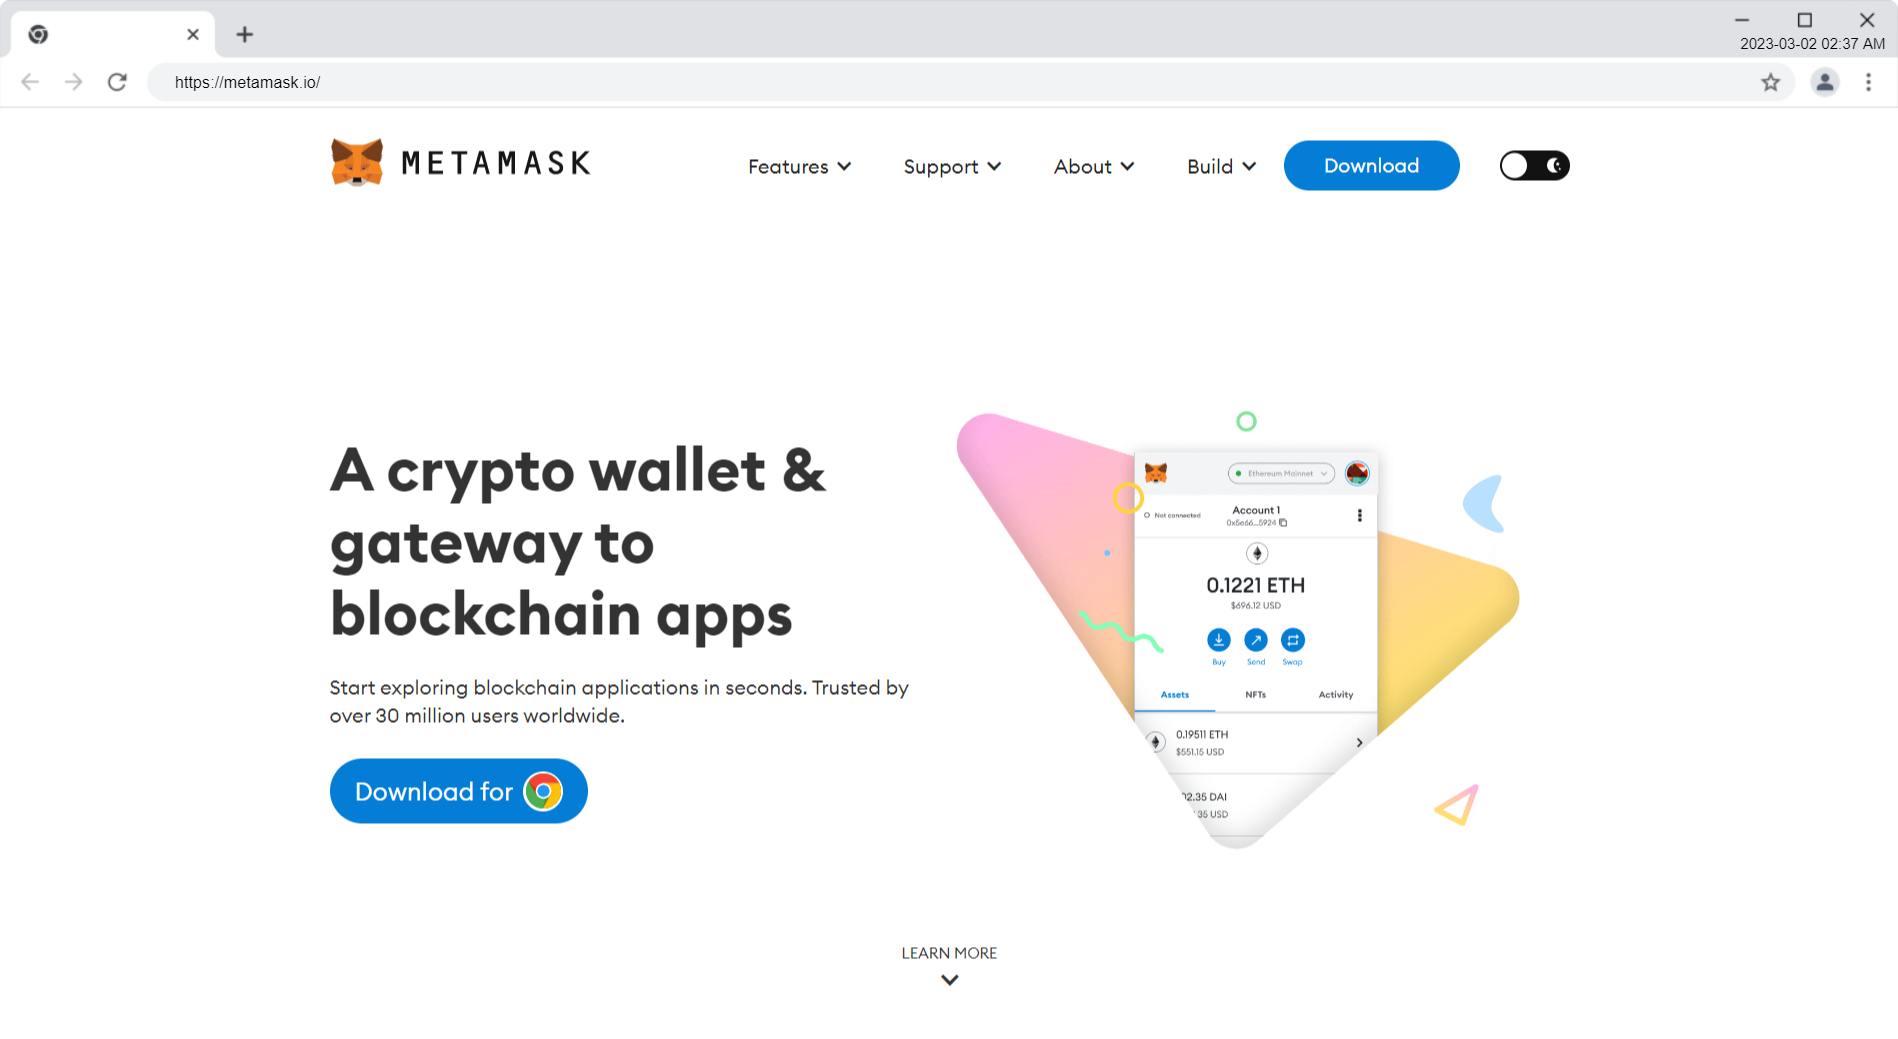 2023-03-02 02:37 AM
https://metamask.io/
METAMASK
Features
Support
About
Build
Download
A crypto wallet &
gateway to
blockchain apps
Start exploring blockchain applications in seconds. Trusted by
over 30 million users worldwide.
Download for
Ethereum Mainnet
Not connected
Account 1
0x5e66...5924
0.1221 ETH
$696.12 USD
Buy
Send
Swap
Assets
NFTs
Activity
0.19511 ETH
$551.15 USD
02.35 DAI
35 USD
LEARN MORE